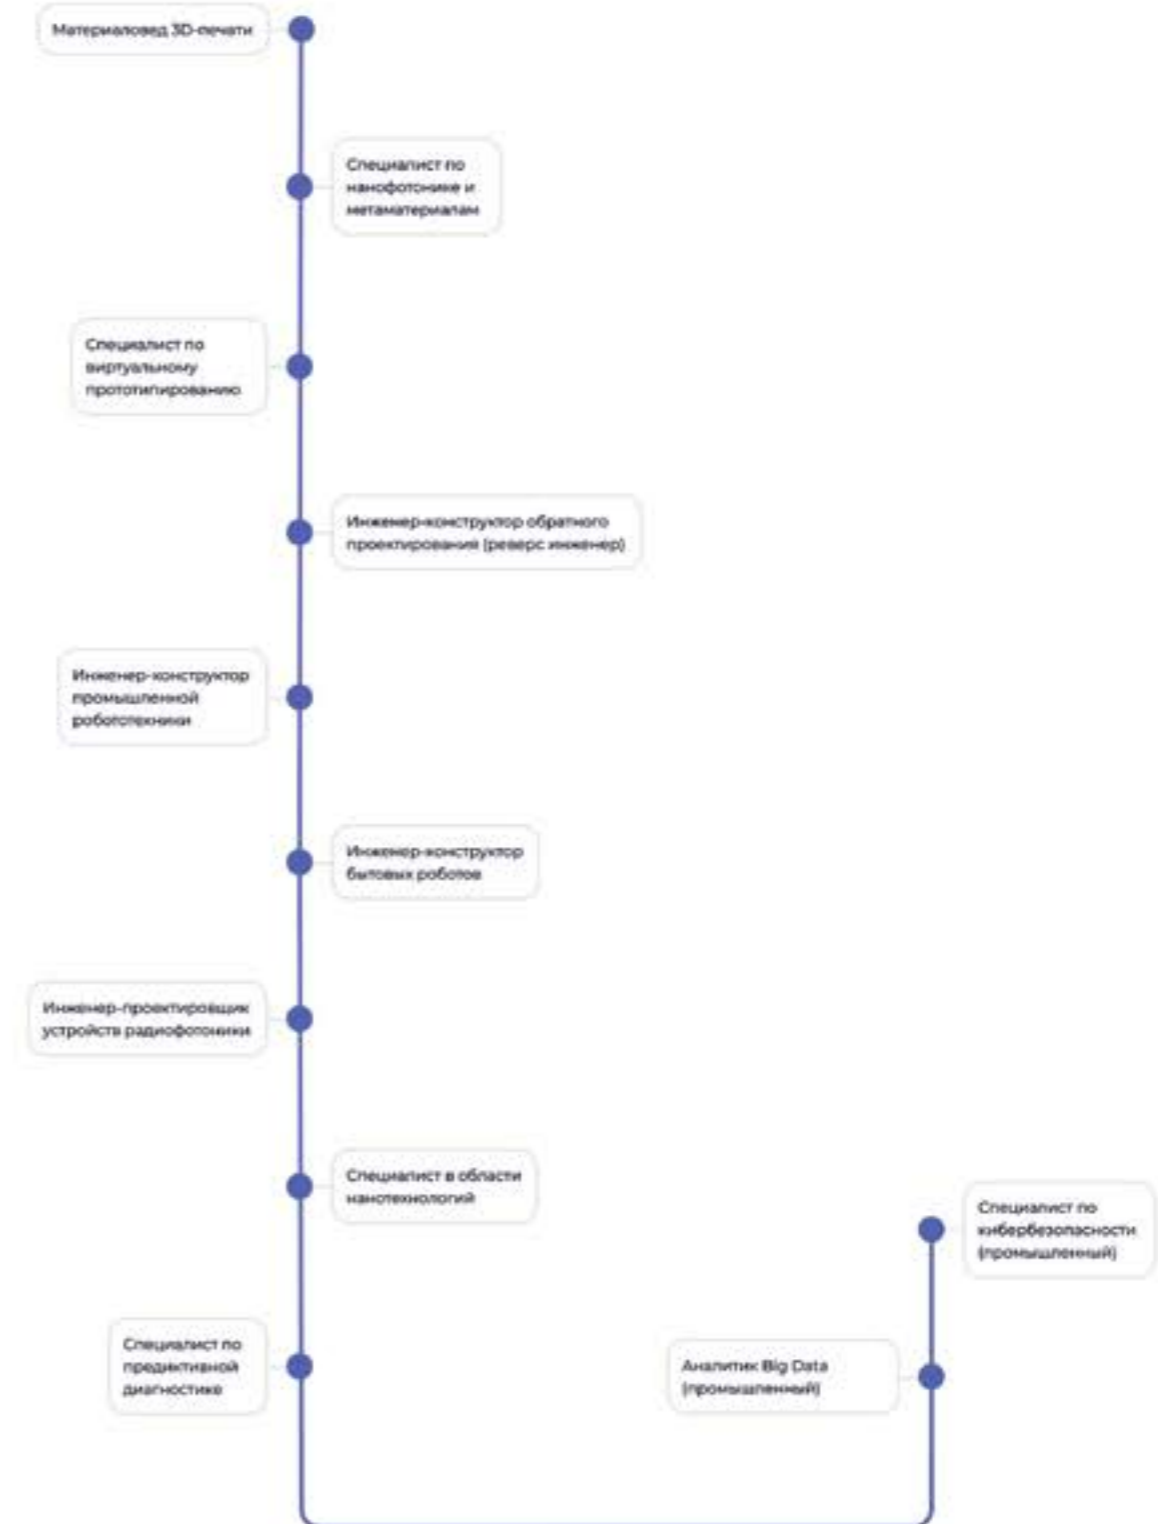 Материаловед 3D-печати
Специалист по
нанофотонике и
метаматериалам
Специалист по
виртуальному
прототипированию
Инженер-конструктор обратного
проектирования (реверс инженер)
Инженер-конструктор
промышленной
робототехники
Инженер-конструктор
бытовых роботов
Инженер-проектировщик
устройств радиофотоники
Специалист в области
нанотехнологий
Специалист по
кибербезопасности
(промышленный)
Специалист по
предиктивной
диагностике
Аналитик Big Data
(промышленный)